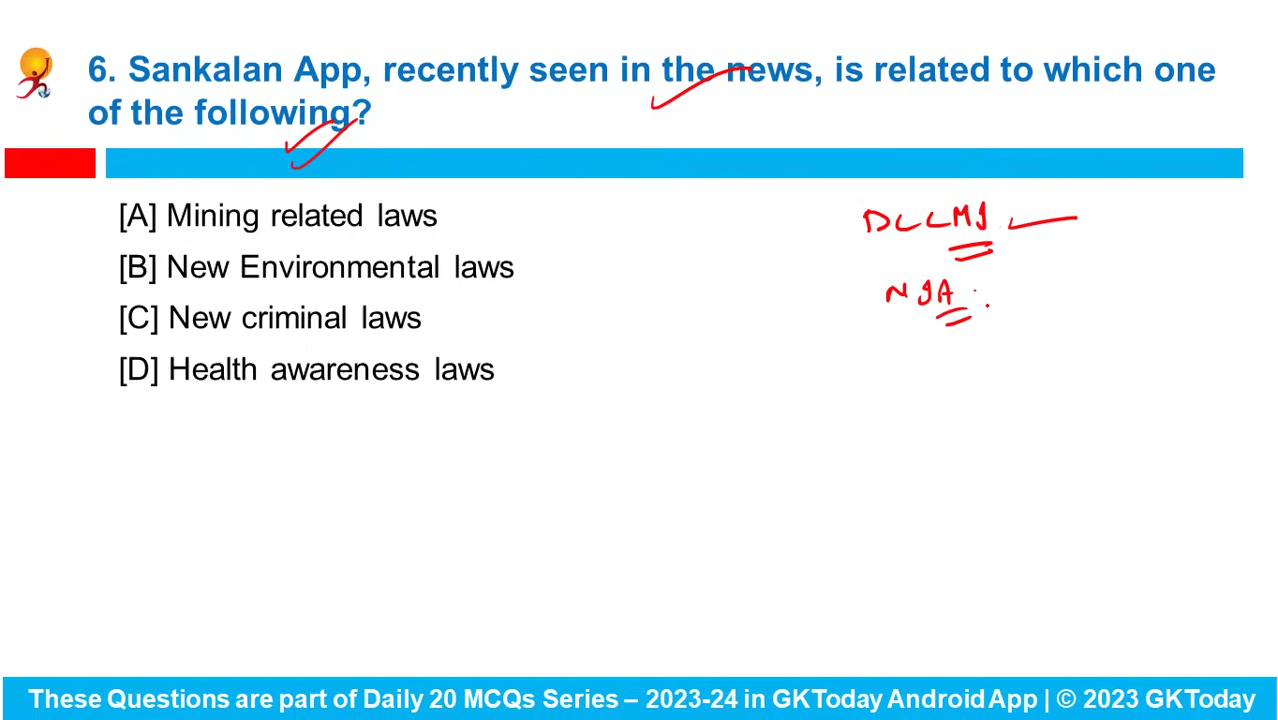 6. Sankalan App, recently seen in the news, is related to which one
of the following?
[A] Mining related laws
[B] New Environmental laws
[C] New criminal laws
[D] Health awareness laws
These Questions are part of Daily 20 MCQs Series – 2023-24 in GKToday Android App | © 2023 GKToday